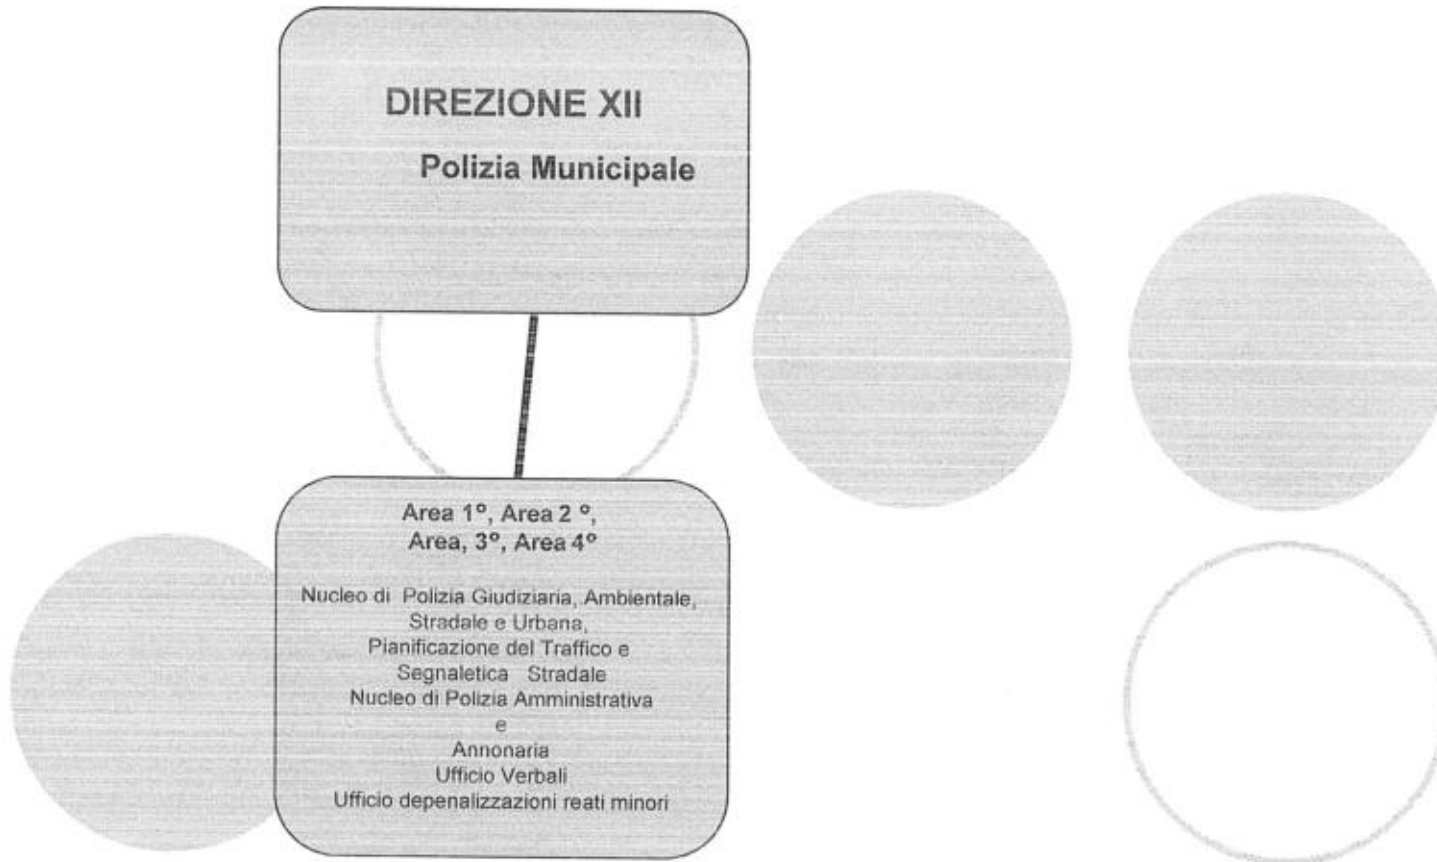 DIREZIONE XII
Polizia Municipale
Area 1°, Area 2 °,
Area, 3°, Area 4°
Nucleo di Polizia Giudiziaria, Ambientale,
Stradale e Urbana,
Pianificazione del Traffico e
Segnaletica Stradale
Nucleo di Polizia Amministrativa
e
Annonaria
Ufficio Verbali
Ufficio depenalizzazioni reati minori